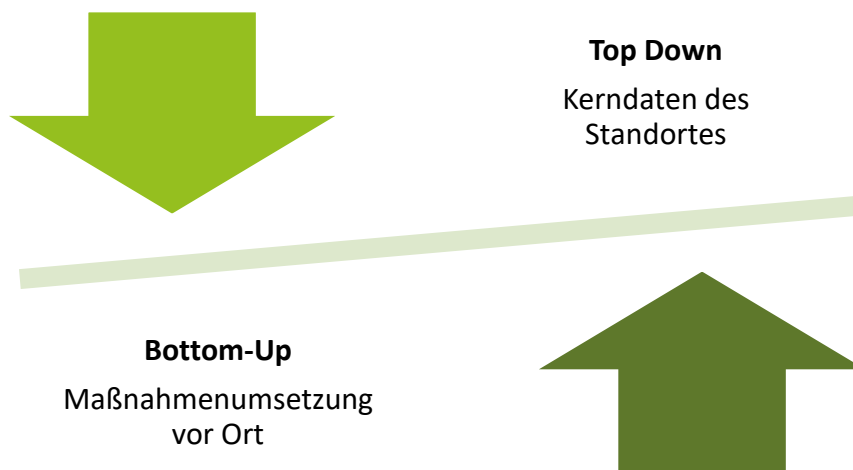 Top Down
Kerndaten des
Standortes
Bottom-Up
Maßnahmenumsetzung
vor Ort